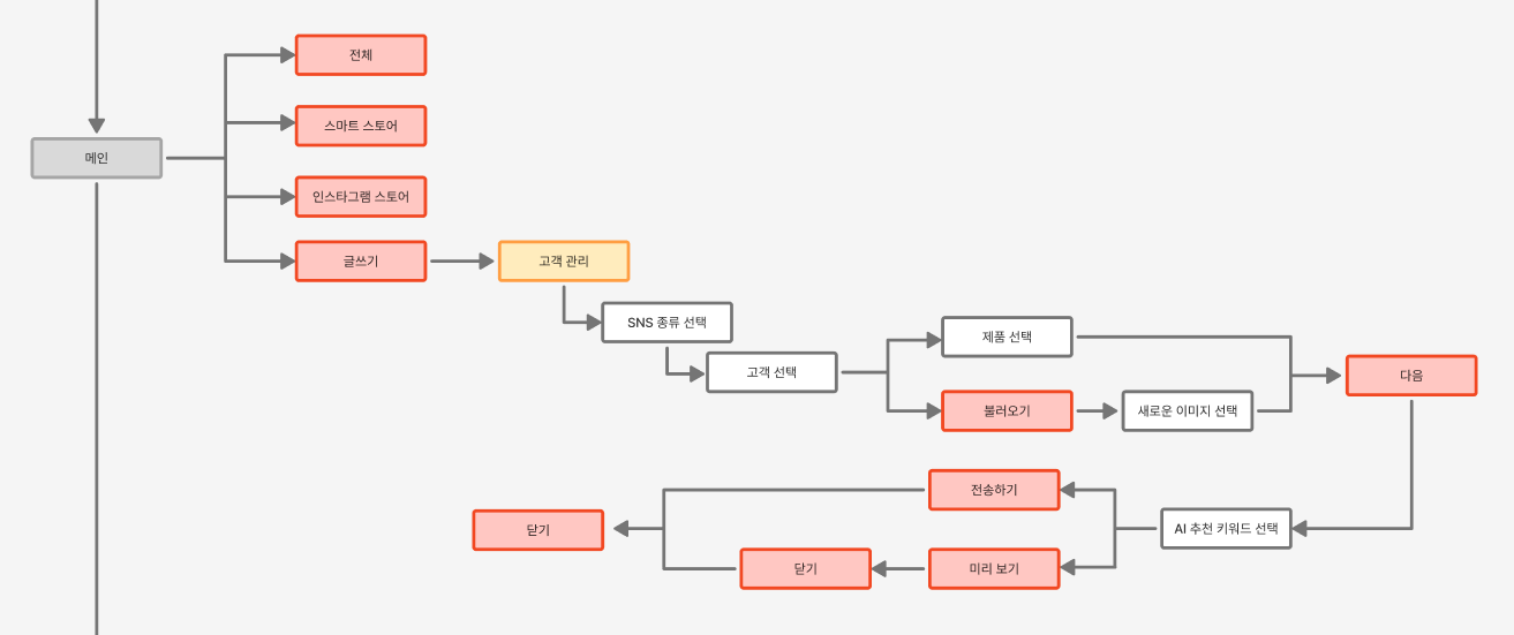 전체
스마트 스토어
메인
인스타그램 스토어
글쓰기
고객 관리
SNS 종류 선택
제품 선택
고객 선택
다음
불러오기
새로운 이미지 선택
전송하기
닫기
AI 추천 키워드 선택
닫기
미리 보기